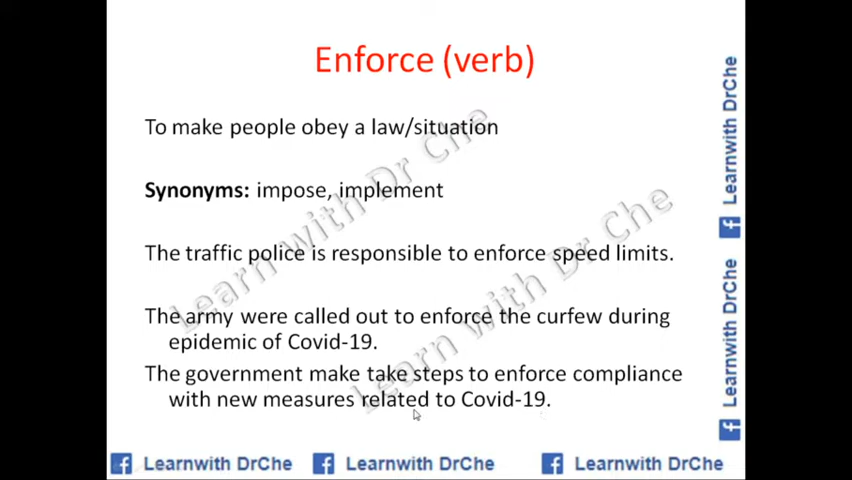 Enforce (verb)
To make people obey a law/situation
Synonyms: impose, implement
The traffic police is responsible to enforce speed limits.
The army were called out to enforce the curfew during
epidemic of Covid-19.
The government make take steps to enforce compliance
with new measures related to Covid-19.
Learn with Dr Che
Learn with Dr Che
Learnwith DrChe
Learnwith DrChe
Learnwith DrChe Learnwith DrChe Learnwith DrChe